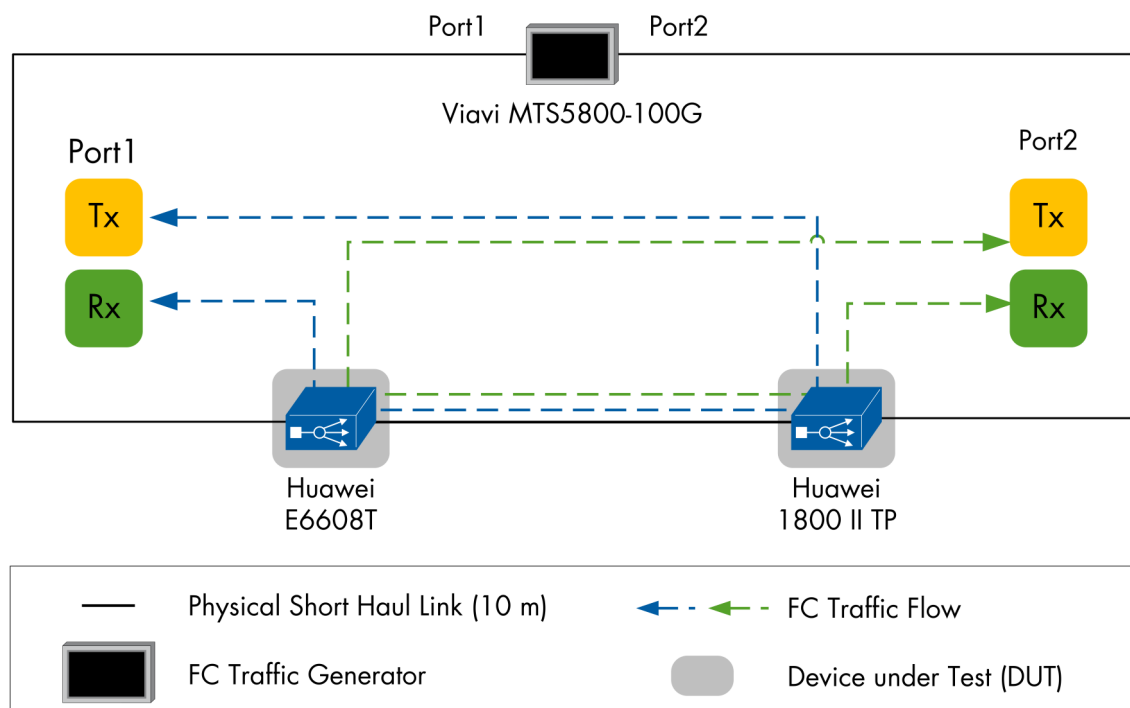 Port1
Port2
Viavi MTS5800-100G
Port1
Port2
Tx
Tx
Rx
Rx
Huawei
E6608T
Huawei
1800 II TP
Physical Short Haul Link (10 m)
FC Traffic Flow
FC Traffic Generator
Device under Test (DUT)